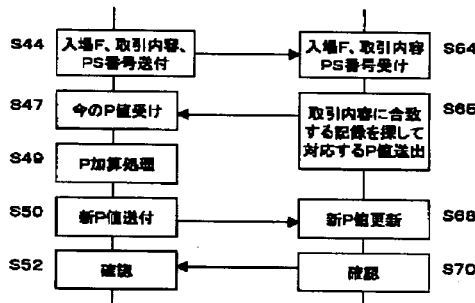 S44
入場F、取引内容、
PS番号送付
入場F、取引内容
PS番号受け
S64
S47
今のP値受け
取引内容に合致
する記録を探して
対応するP値送出
S65
S49
P加算処理
S50
新P値送付
新P値更新
S68
S52
確認
確認
S70